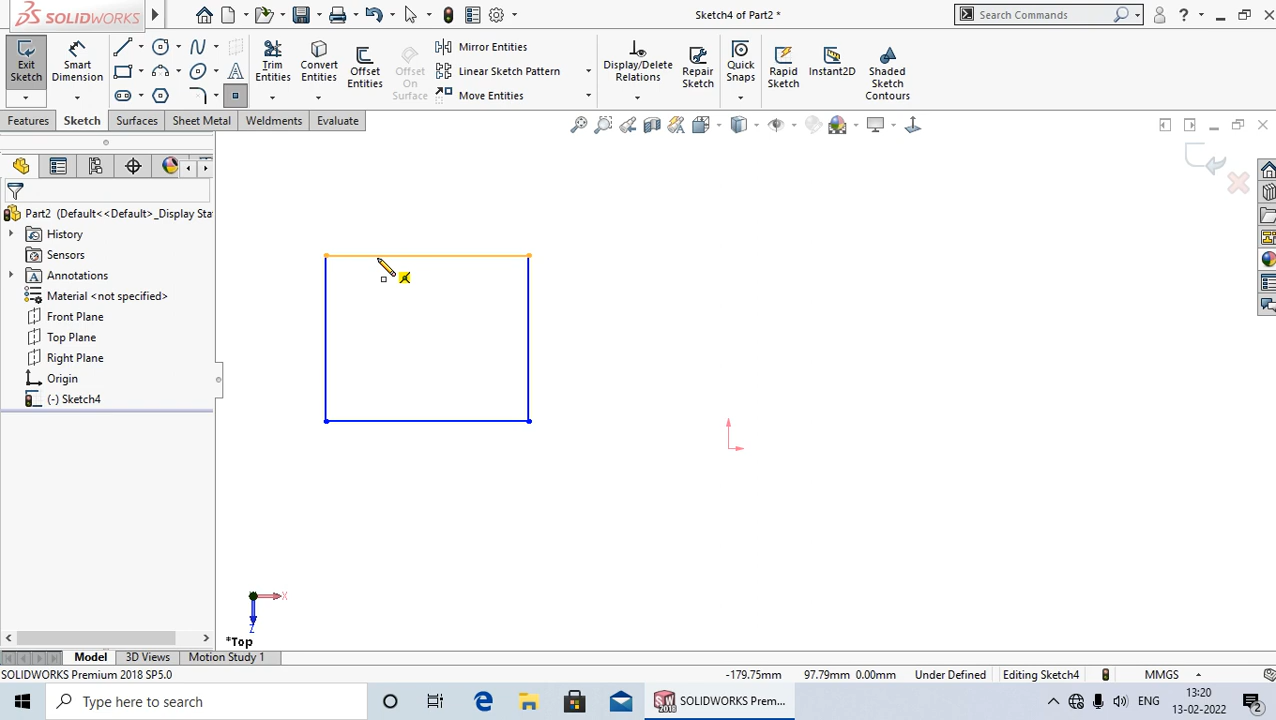 SOLIDWORKS
Sketch4 of Part2 *
Search Commands
?
Exit Sketch
Smart Dimension
Trim Entities
Convert Entities
Offset Entities
Offset On Surface
Mirror Entities
Linear Sketch Pattern
Move Entities
Display/Delete Relations
Repair Sketch
Quick Snaps
Rapid Sketch
Instant2D
Shaded Sketch Contours
Features
Sketch
Surfaces
Sheet Metal
Weldments
Evaluate
Part2 (Default<<Default>_Display Sta
History
Sensors
Annotations
Material <not specified>
Front Plane
Top Plane
Right Plane
Origin
(-) Sketch4
X
Z
*Top
Model
3D Views
Motion Study 1
SOLIDWORKS Premium 2018 SP5.0
-179.75mm
97.79mm 0.00mm
Under Defined
Editing Sketch4
MMGS
Type here to search
SW 2018
SOLIDWORKS Prem...
ENG
13:20
13-02-2022
2